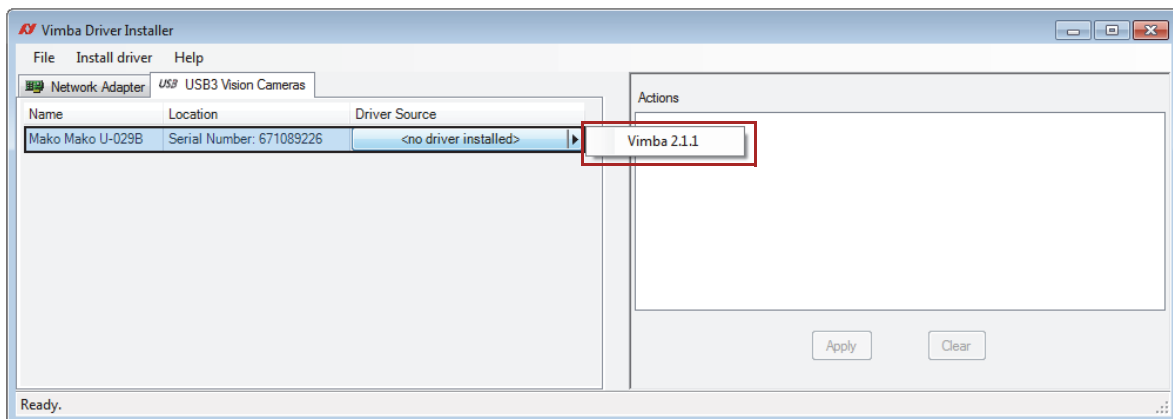 Vimba Driver Installer
File Install driver Help
Network Adapter USB USB3 Vision Cameras
Actions
Name Location Driver Source
Mako Mako U-029B Serial Number: 671089226 <no driver installed> Vimba 2.1.1
Apply Clear
Ready.